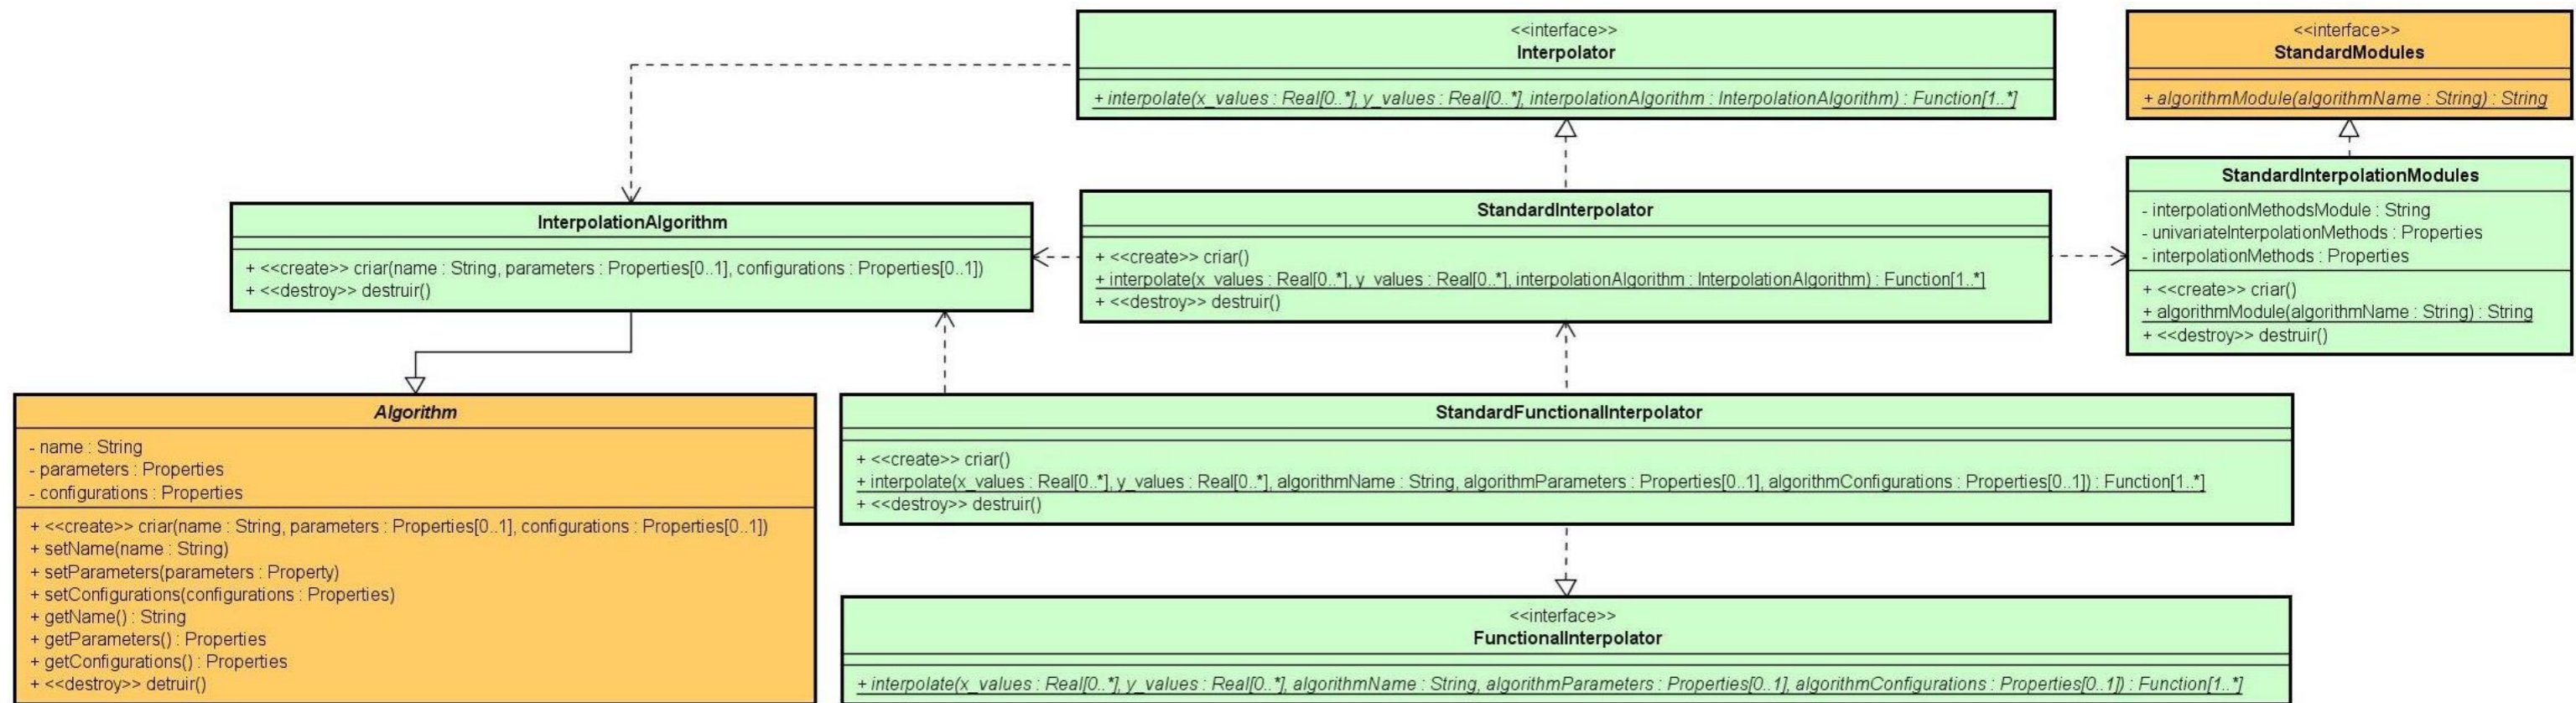 <<interface>>
Interpolator
+ interpolate(x_values : Real[0..*], y_values : Real[0..*], interpolationAlgorithm : InterpolationAlgorithm) : Function[1..*]
<<interface>>
StandardModules
+ algorithmModule(algorithmName : String) : String
InterpolationAlgorithm
+ <<create>> criar(name : String, parameters : Properties[0..1], configurations : Properties[0..1])
+ <<destroy>> destruir()
StandardInterpolator
+ <<create>> criar()
+ interpolate(x_values : Real[0..*], y_values : Real[0..*], interpolationAlgorithm : InterpolationAlgorithm) : Function[1..*]
+ <<destroy>> destruir()
StandardInterpolationModules
- interpolationMethodsModule : String
- univariateInterpolationMethods : Properties
- interpolationMethods : Properties
+ <<create>> criar()
+ algorithmModule(algorithmName : String) : String
+ <<destroy>> destruir()
Algorithm
- name : String
- parameters : Properties
- configurations : Properties
+ <<create>> criar(name : String, parameters : Properties[0..1], configurations : Properties[0..1])
+ setName(name : String)
+ setParameters(parameters : Property)
+ setConfigurations(configurations : Properties)
+ getName() : String
+ getParameters() : Properties
+ getConfigurations() : Properties
+ <<destroy>> detruir()
StandardFunctionalInterpolator
+ <<create>> criar()
+ interpolate(x_values : Real[0..*], y_values : Real[0..*], algorithmName : String, algorithmParameters : Properties[0..1], algorithmConfigurations : Properties[0..1]) : Function[1..*]
+ <<destroy>> destruir()
<<interface>>
FunctionalInterpolator
+ interpolate(x_values : Real[0..*], y_values : Real[0..*], algorithmName : String, algorithmParameters : Properties[0..1], algorithmConfigurations : Properties[0..1]) : Function[1..*]